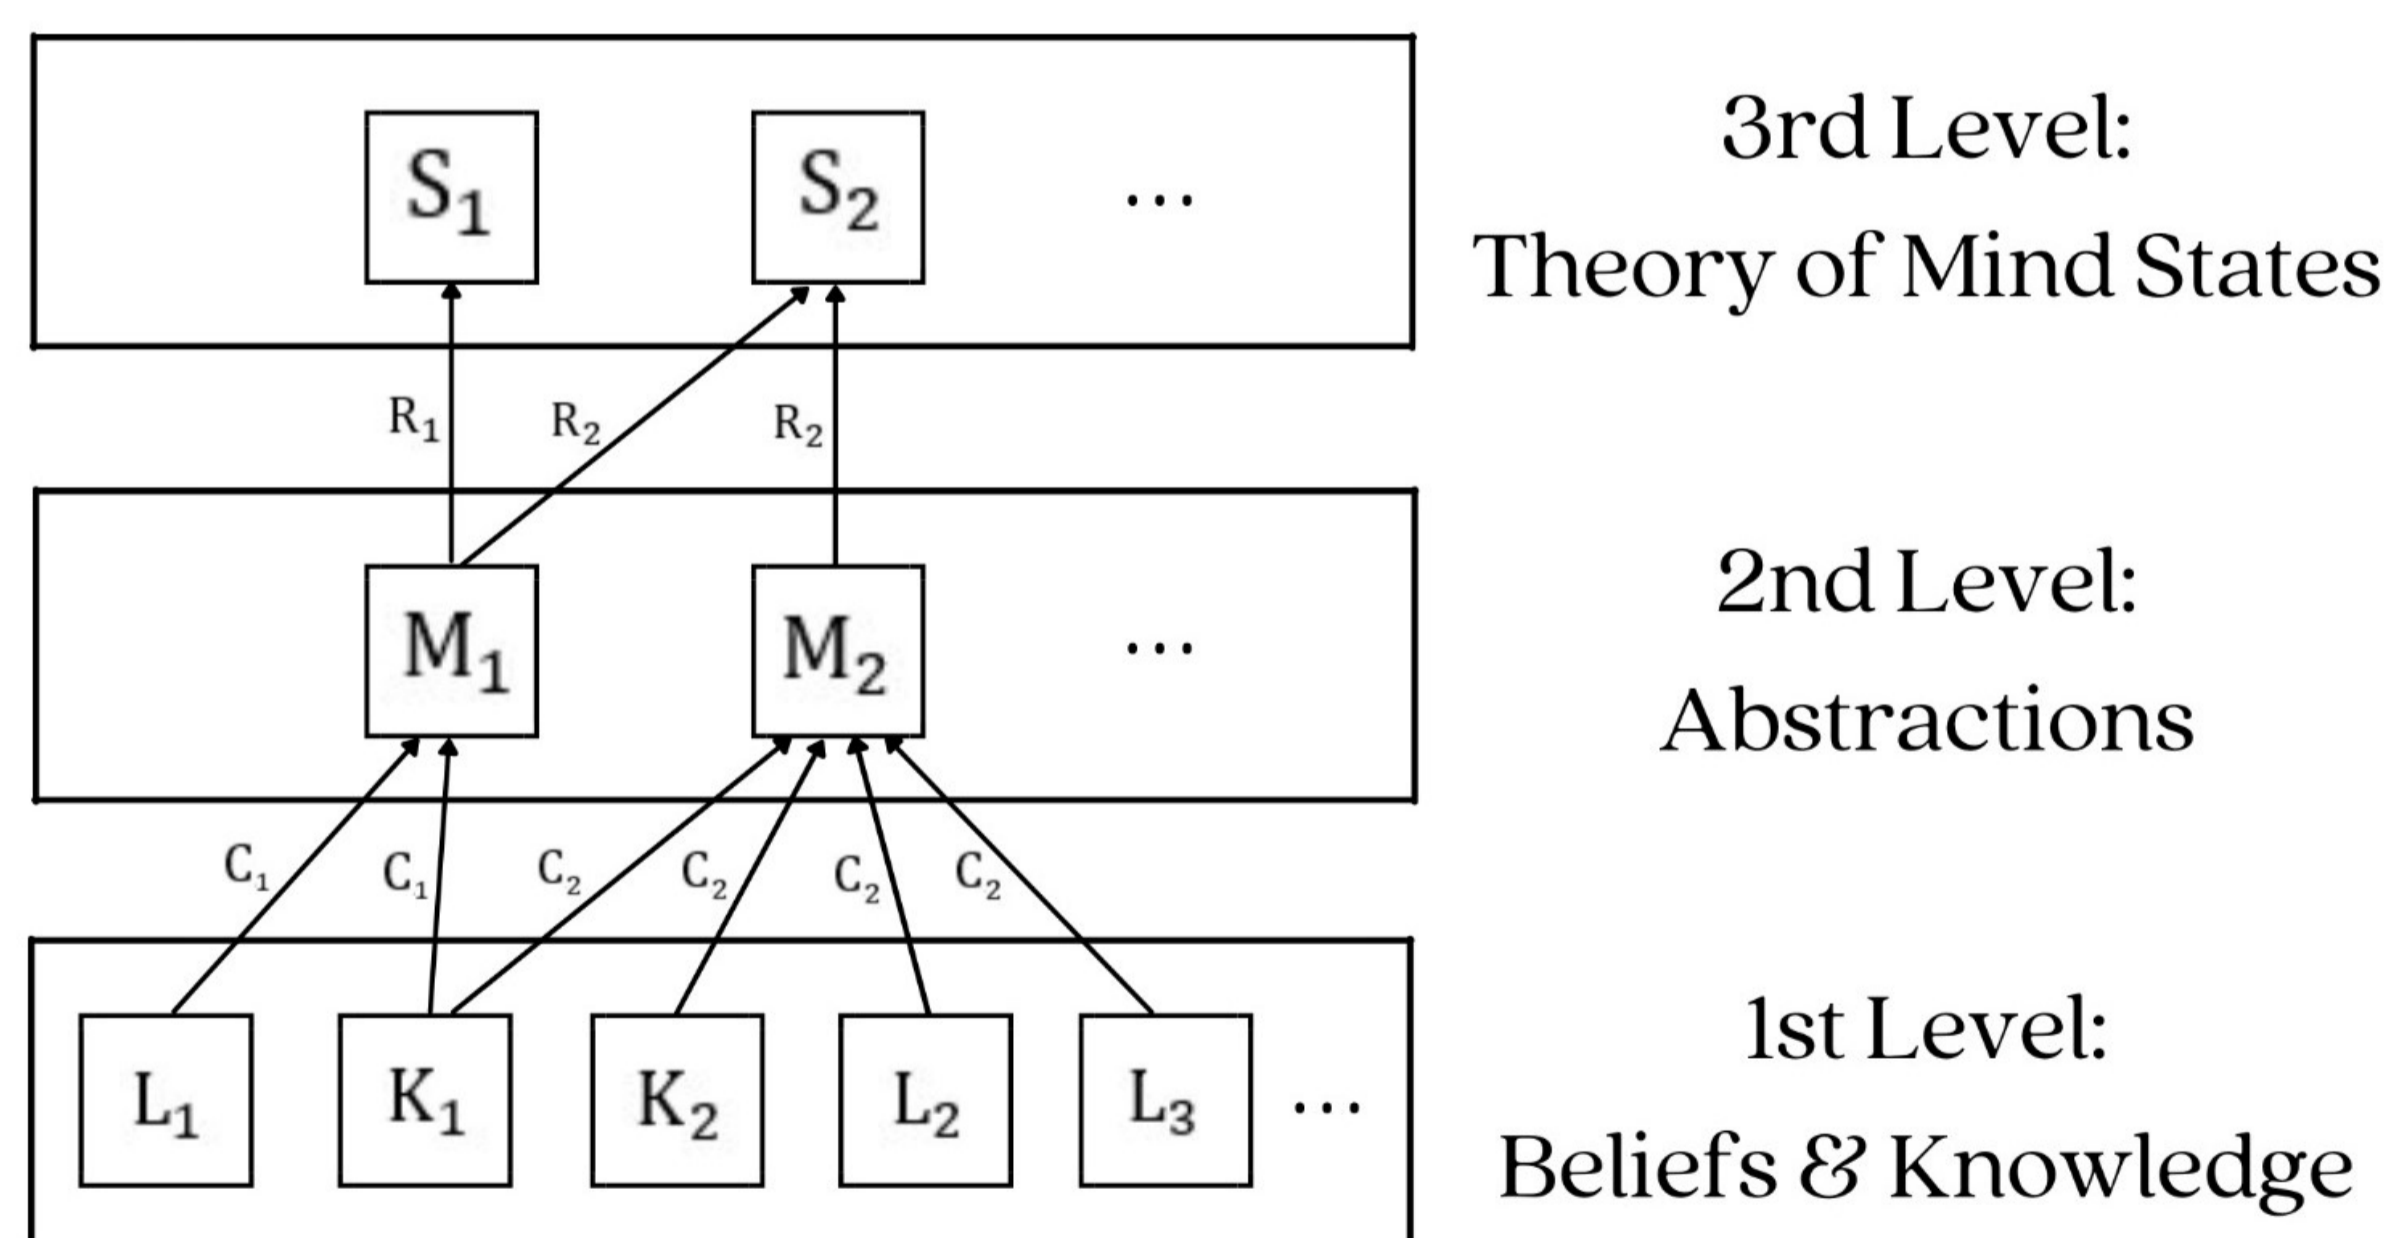 S₁ S₂ ...
3rd Level:
Theory of Mind States
R₁ R₂ R₂
M₁ M₂ ...
2nd Level:
Abstractions
C₁ C₁ C₂ C₂ C₂ C₂
L₁ K₁ K₂ L₂ L₃ ...
1st Level:
Beliefs & Knowledge